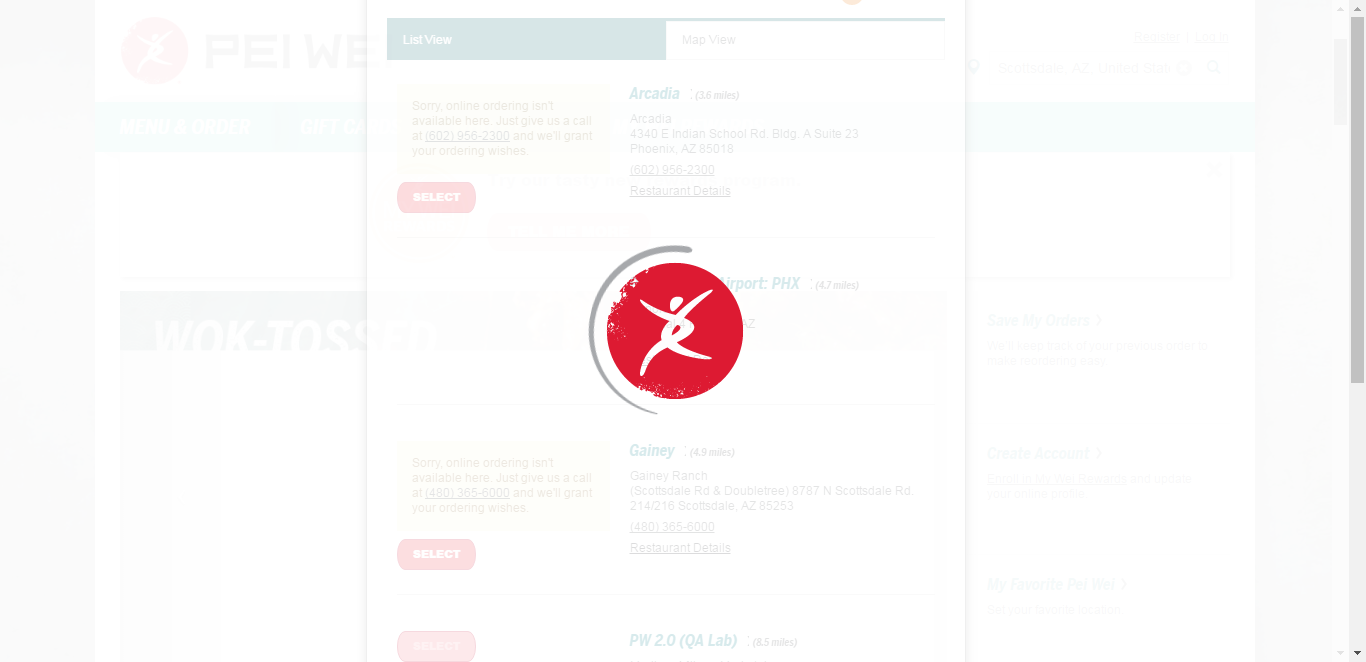 PEI WEI
Register | Log In
Scottsdale, AZ, United Stat
MENU & ORDER
GIFT CA
List View
Map View
Sorry, online ordering isn't
available here. Just give us a call
at (602) 956-2300 and we'll grant
your ordering wishes.
SELECT
Arcadia : (3.6 miles)
Arcadia
4340 E Indian School Rd. Bldg. A Suite 23
Phoenix, AZ 85018
(602) 956-2300
Restaurant Details
irport: PHX : (4.7 miles)
AZ
WOK-TOSSED
Sorry, online ordering isn't
available here. Just give us a call
at (480) 365-6000 and we'll grant
your ordering wishes.
SELECT
Gainey : (4.9 miles)
Gainey Ranch
(Scottsdale Rd & Doubletree) 8787 N Scottsdale Rd.
214/216 Scottsdale, AZ 85253
(480) 365-6000
Restaurant Details
SELECT
PW 2.0 (QA Lab) : (8.5 miles)
Save My Orders
We'll keep track of your previous order to
make reordering easy.
Create Account
Enroll in My Wei Rewards and update
your online profile.
My Favorite Pei Wei
Set your favorite location.